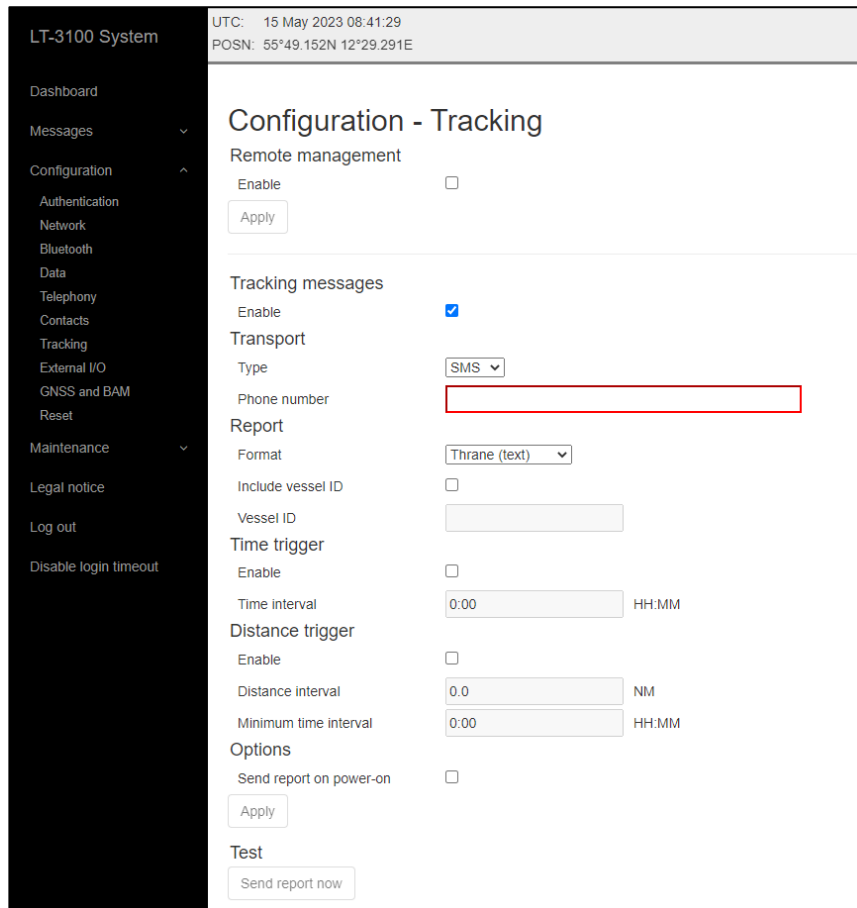 LT-3100 System
UTC: 15 May 2023 08:41:29
POSN: 55°49.152N 12°29.291E
Dashboard
Messages
Configuration
Authentication
Network
Bluetooth
Data
Telephony
Contacts
Tracking
External I/O
GNSS and BAM
Reset
Maintenance
Legal notice
Log out
Disable login timeout
Configuration - Tracking
Remote management
Enable
Apply
Tracking messages
Enable
Transport
Type SMS
Phone number
Report
Format Thrane (text)
Include vessel ID
Vessel ID
Time trigger
Enable
Time interval 0:00 HH:MM
Distance trigger
Enable
Distance interval 0.0 NM
Minimum time interval 0:00 HH:MM
Options
Send report on power-on
Apply
Test
Send report now